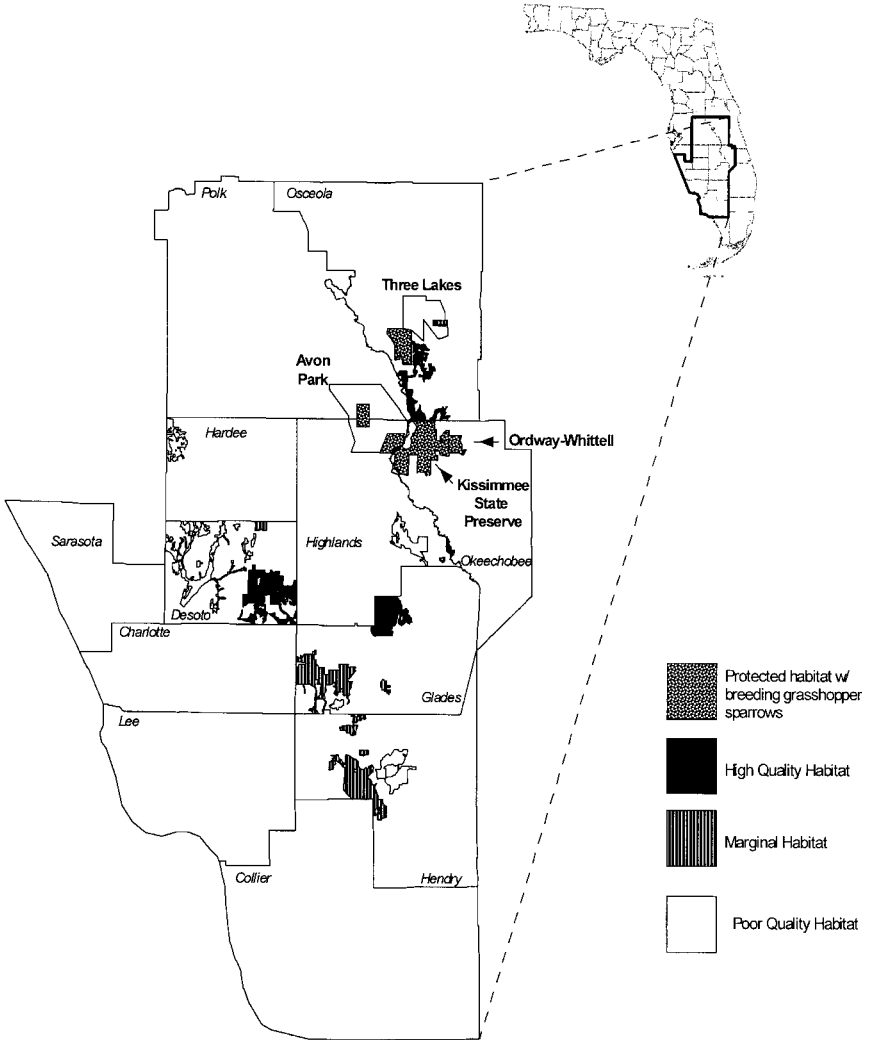 Polk
Osceola
Three Lakes
Avon
Park
Hardee
Ordway-Whittell
Kissimmee
State
Preserve
Sarasota
Highlands
Okeechobee
Desoto
Charlotte
Glades
Lee
Collier
Hendry
Protected habitat w/
breeding grasshopper
sparrows
High Quality Habitat
Marginal Habitat
Poor Quality Habitat